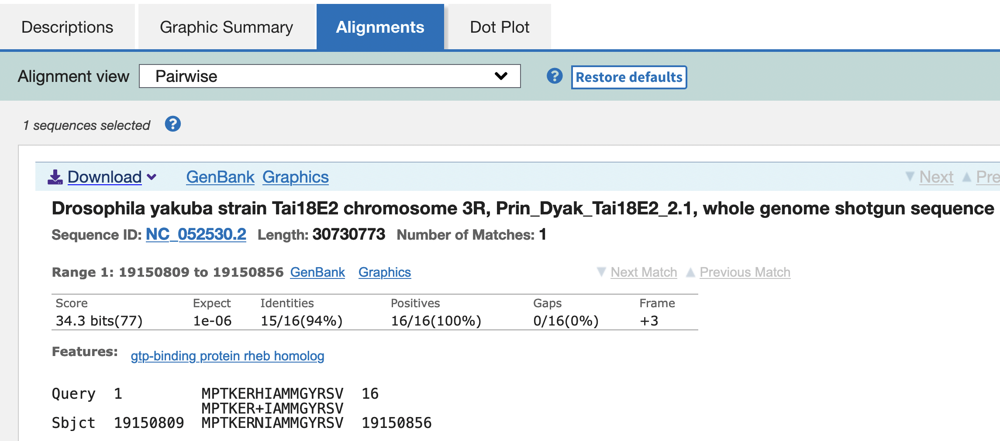 Descriptions Graphic Summary Alignments Dot Plot
Alignment view Pairwise ? Restore defaults
1 sequences selected ?
Download GenBank Graphics Next Pre
Drosophila yakuba strain Tai18E2 chromosome 3R, Prin_Dyak_Tai18E2_2.1, whole genome shotgun sequence
Sequence ID: NC_052530.2 Length: 30730773 Number of Matches: 1
Range 1: 19150809 to 19150856 GenBank Graphics Next Match Previous Match
Score Expect Identities Positives Gaps Frame
34.3 bits(77) 1e-06 15/16(94%) 16/16(100%) 0/16(0%) +3
Features: gtp-binding protein rheb homolog
Query 1 MPTKERHIAMMGYRSV 16
MPTKER+IAMMGYRSV
Sbjct 19150809 MPTKERNIAMMGYRSV 19150856